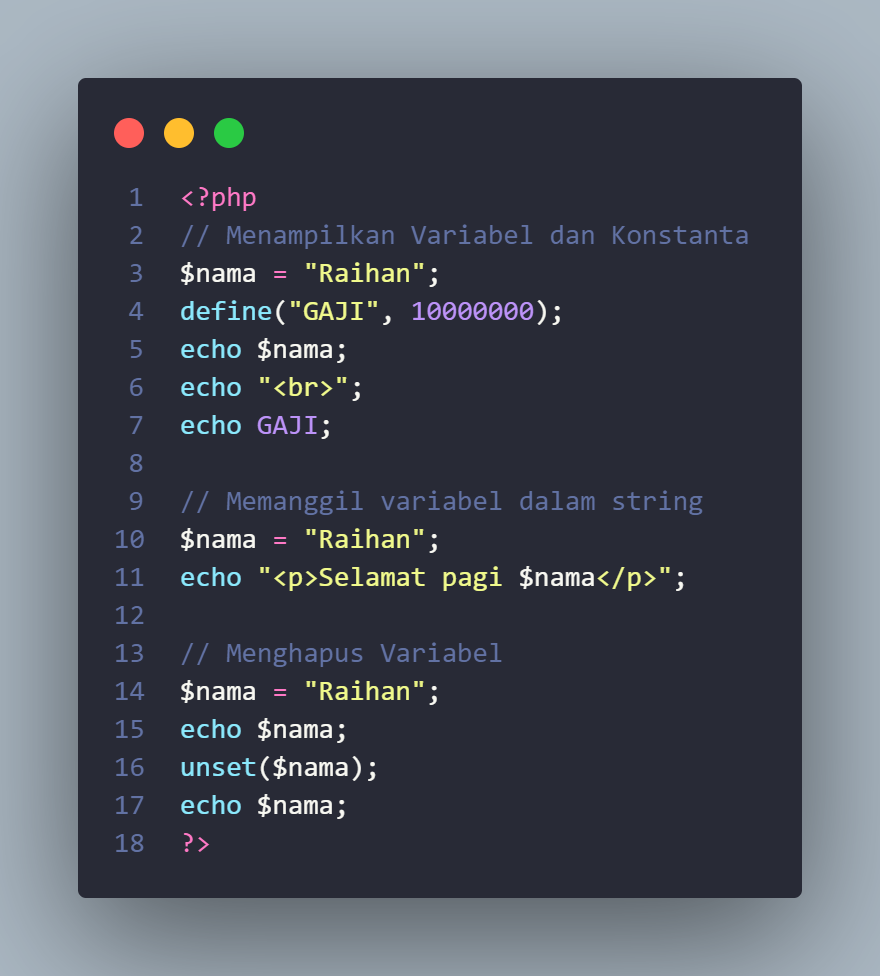 1 <?php
2 // Menampilkan Variabel dan Konstanta
3 $nama = "Raihan";
4 define("GAJI", 10000000);
5 echo $nama;
6 echo "<br>";
7 echo GAJI;
8
9 // Memanggil variabel dalam string
10 $nama = "Raihan";
11 echo "<p>Selamat pagi $nama</p>";
12
13 // Menghapus Variabel
14 $nama = "Raihan";
15 echo $nama;
16 unset($nama);
17 echo $nama;
18 ?>